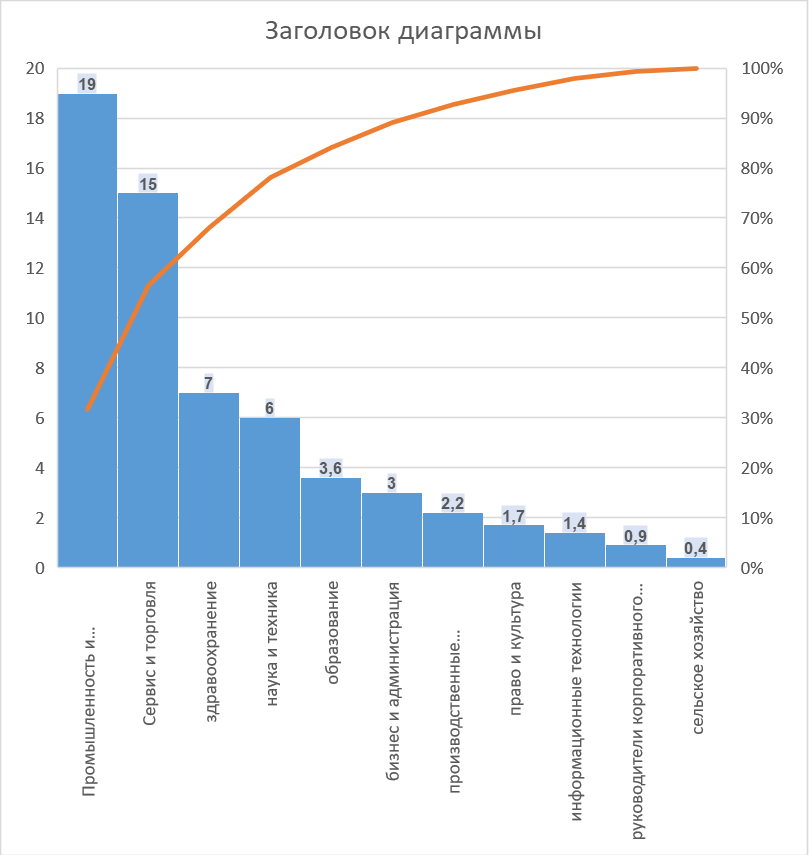 Заголовок диаграммы
20
18
16
14
12
10
8
6
4
2
0
100%
90%
80%
70%
60%
50%
40%
30%
20%
10%
0%
19
15
7
6
3,6
3
2,2
1,7
1,4
0,9
0,4
Промышленность и...
Сервис и торговля
здравоохранение
наука и техника
образование
бизнес и администрация
производственные...
право и культура
информационные технологии
руководители корпоративного...
сельское хозяйство